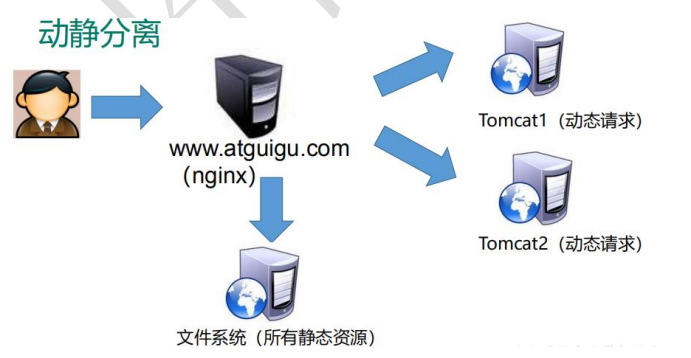 动静分离
Tomcat1（动态请求）
www.atguigu.com
（nginx）
Tomcat2（动态请求）
文件系统（所有静态资源）